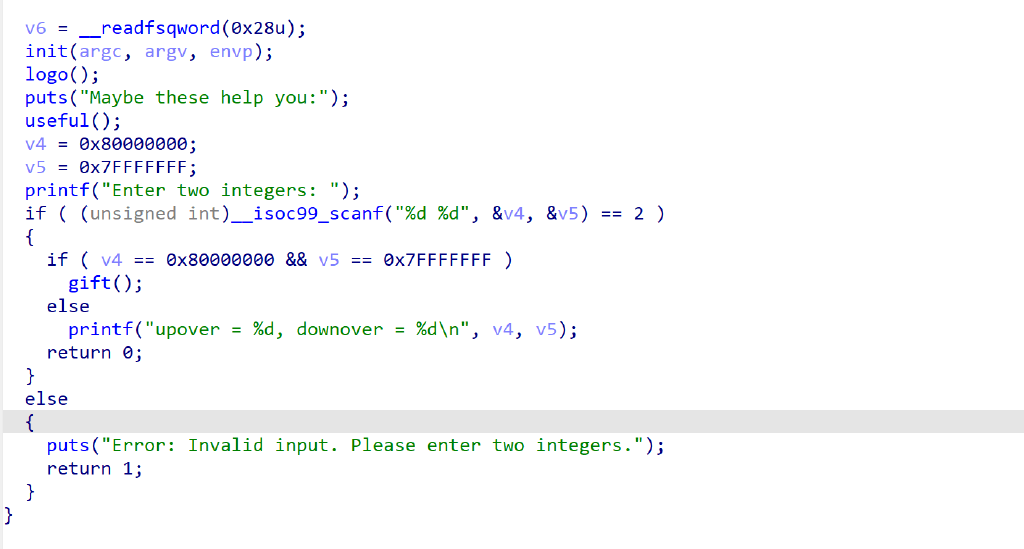 v6 = __readfsqword(0x28u);
init(argc, argv, envp);
logo();
puts("Maybe these help you:");
useful();
v4 = 0x80000000;
v5 = 0x7FFFFFFF;
printf("Enter two integers: ");
if ( (unsigned int)__isoc99_scanf("%d %d", &v4, &v5) == 2 )
{
if ( v4 == 0x80000000 && v5 == 0x7FFFFFFF )
gift();
else
printf("upover = %d, downover = %d\n", v4, v5);
return 0;
}
else
{
puts("Error: Invalid input. Please enter two integers.");
return 1;
}
}